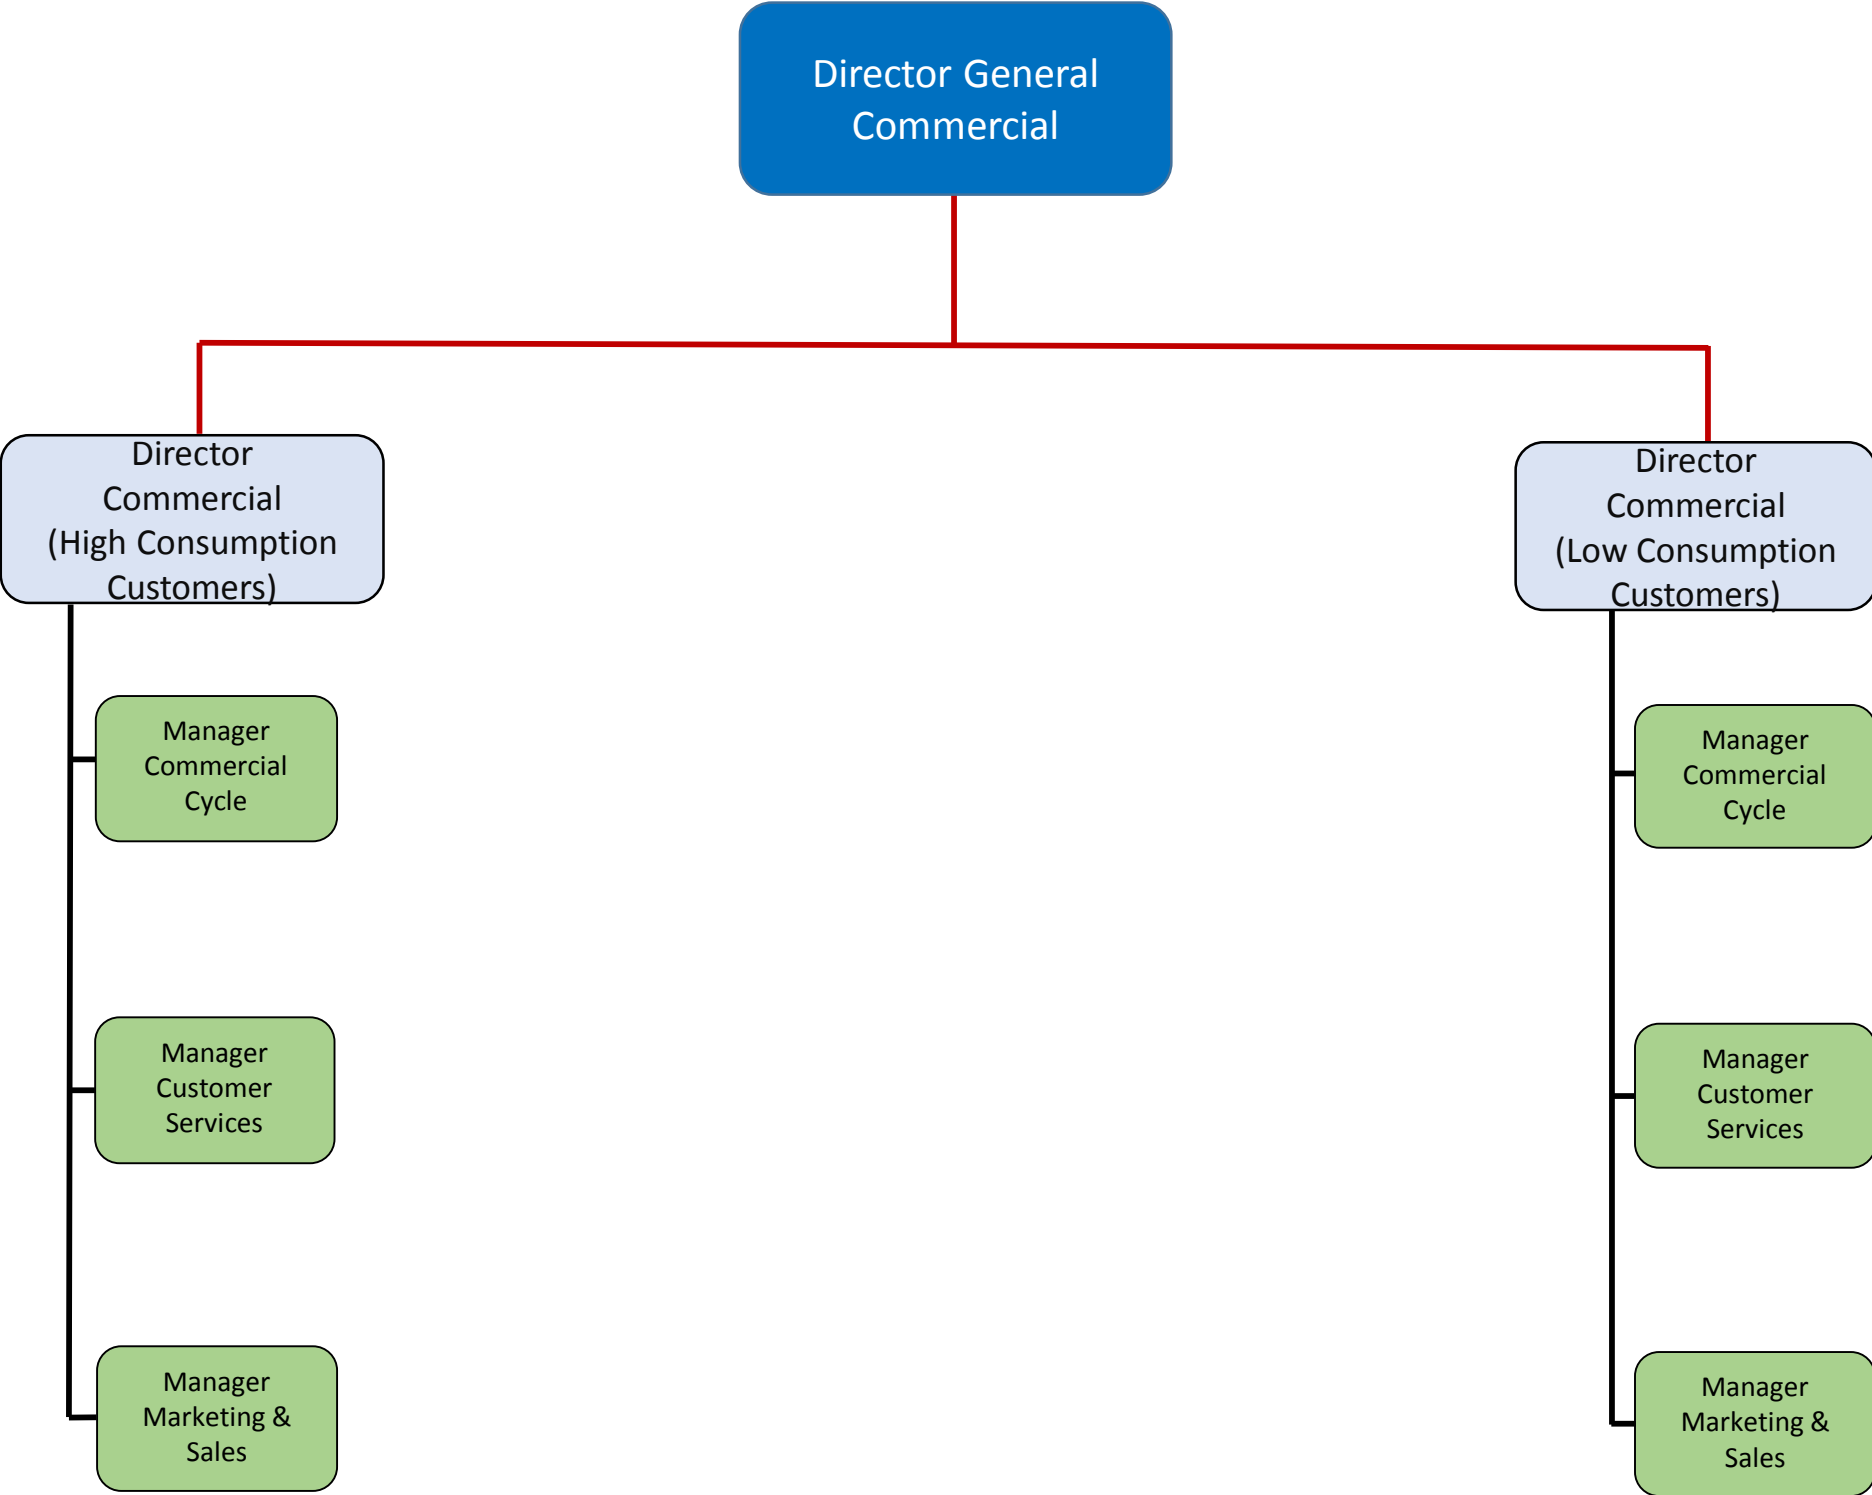 Director General
Commercial
Director
Commercial
(High Consumption
Customers)
Director
Commercial
(Low Consumption
Customers)
Manager
Commercial
Cycle
Manager
Commercial
Cycle
Manager
Customer
Services
Manager
Customer
Services
Manager
Marketing &
Sales
Manager
Marketing &
Sales